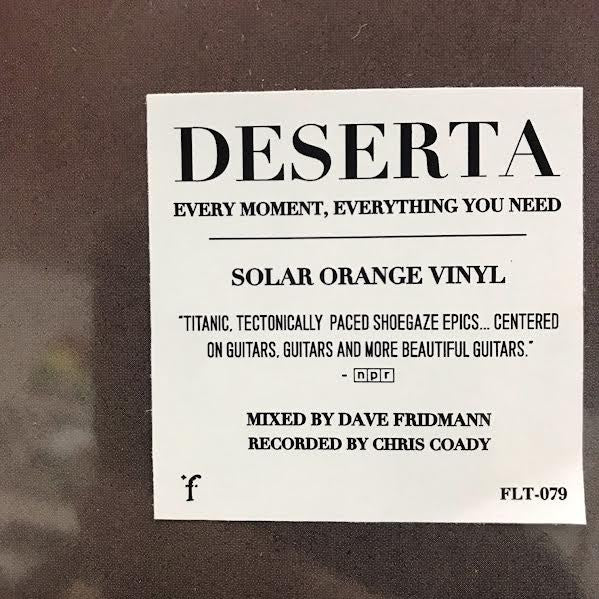 DESERTA
EVERY MOMENT, EVERYTHING YOU NEED
SOLAR ORANGE VINYL
"TITANIC, TECTONICALLY PACED SHOEGAZE EPICS... CENTERED
ON GUITARS, GUITARS AND MORE BEAUTIFUL GUITARS."
- npr
MIXED BY DAVE FRIDMANN
RECORDED BY CHRIS COADY
f
FLT-079